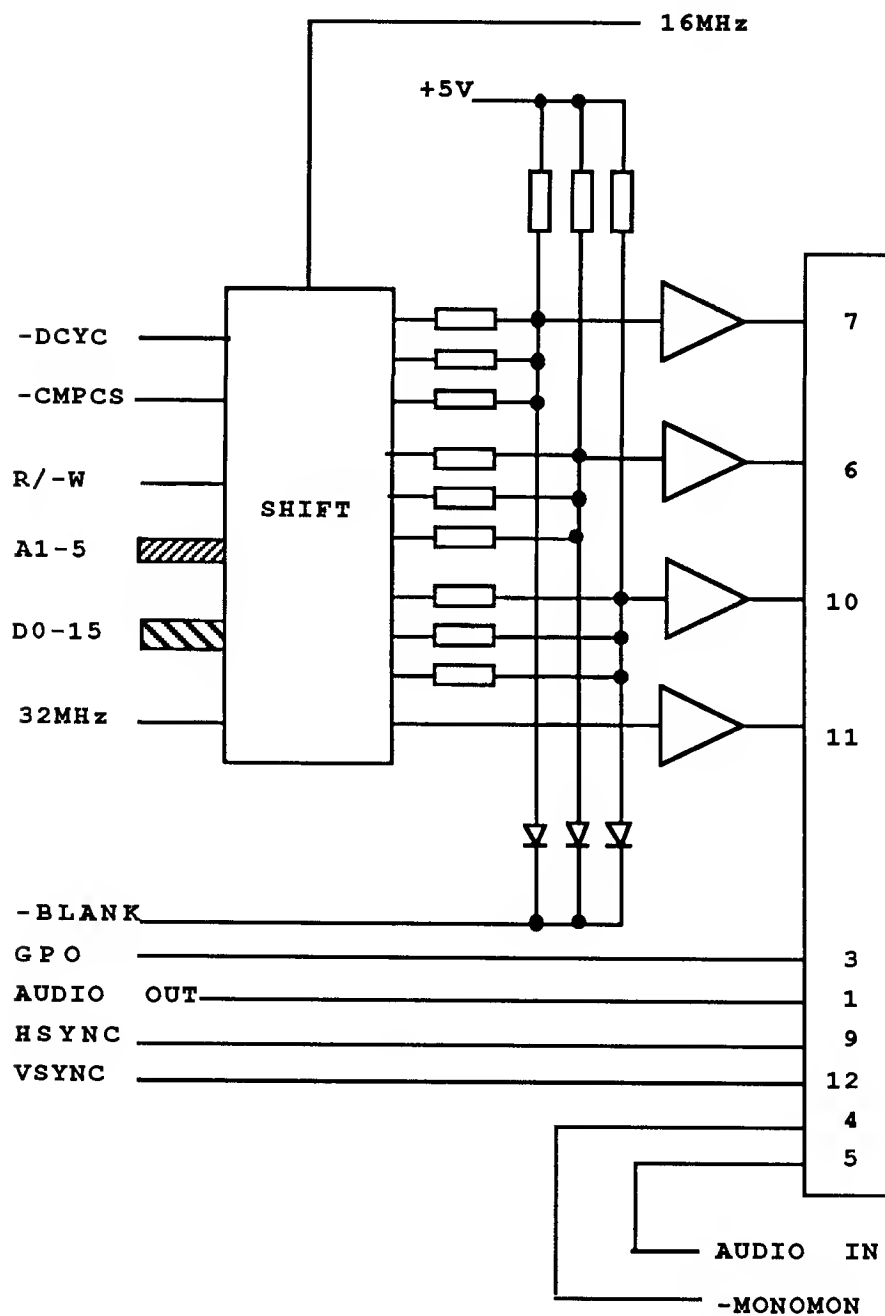 16MHz
+5V
-DCYC
-CMPCS
R/-W
A1-5
D0-15
32MHz
SHIFT
7
6
10
11
-BLANK
GPO
AUDIO OUT
HSYNC
VSYNC
3
1
9
12
4
5
AUDIO IN
-MONOMON